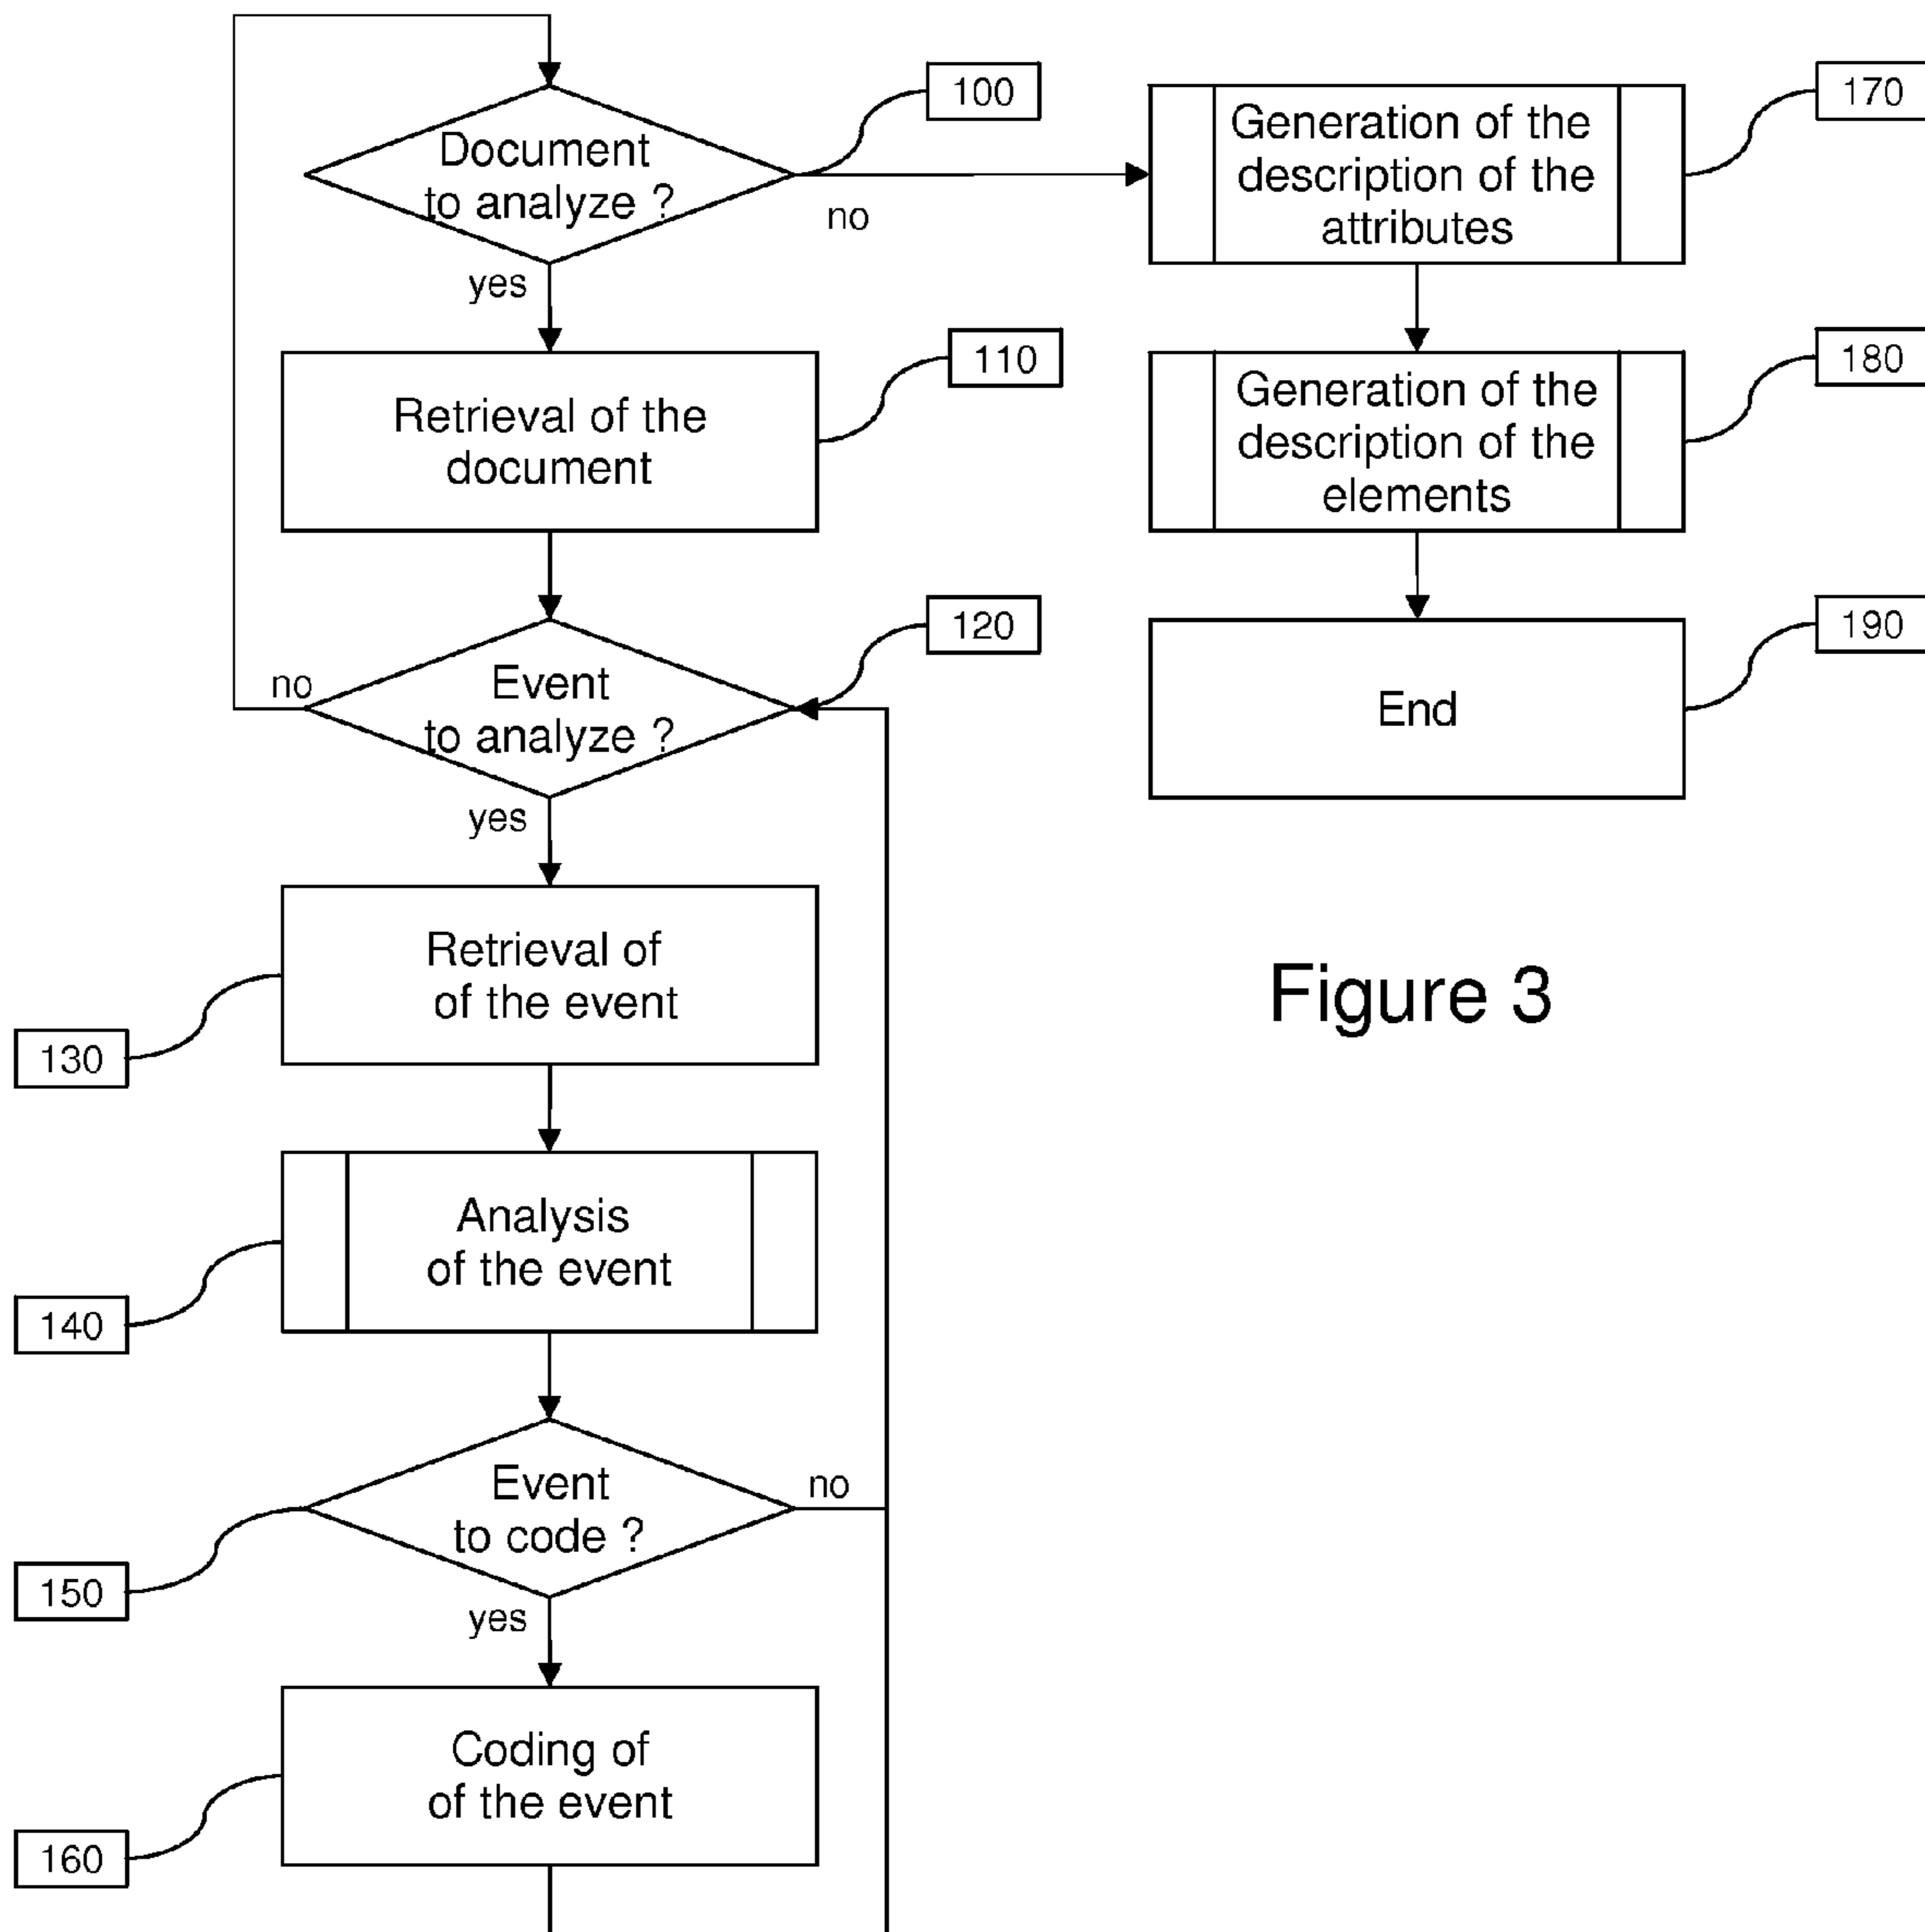 100
Document
to analyze ?
no
yes
110
Retrieval of the
document
120
Event
to analyze ?
no
yes
Retrieval of
of the event
130
Analysis
of the event
140
Event
to code ?
no
150
yes
Coding of
of the event
160
170
Generation of the
description of the
attributes
180
Generation of the
description of the
elements
190
End
Figure 3